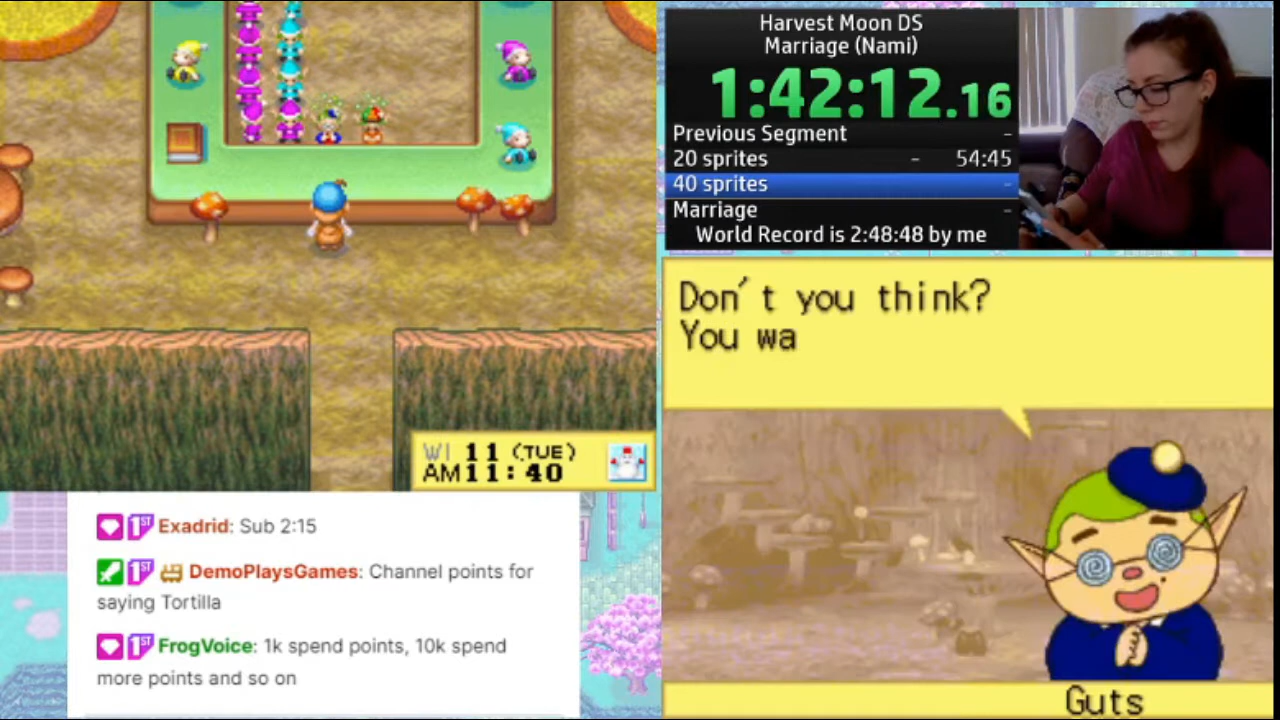 WI 11 (TUE)
AM 11:40
Exadrid: Sub 2:15
DemoPlaysGames: Channel points for
saying Tortilla
FrogVoice: 1k spend points, 10k spend
more points and so on
Harvest Moon DS
Marriage (Nami)
1:42:12.16
Previous Segment -
20 sprites - 54:45
40 sprites -
Marriage -
World Record is 2:48:48 by me
Don't you think?
You wa
Guts